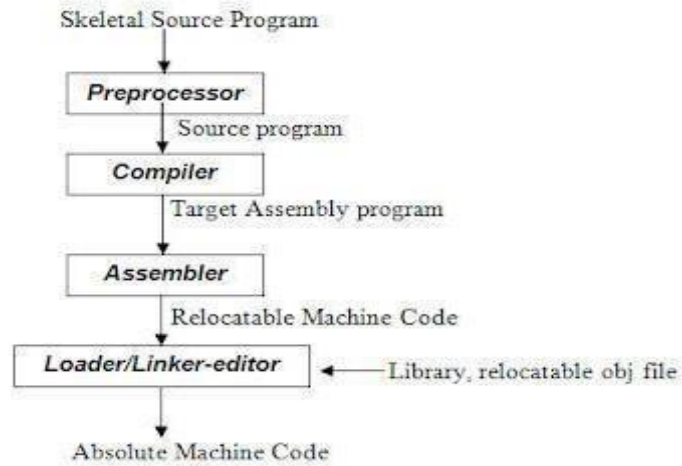 Skeletal Source Program
Preprocessor
Source program
Compiler
Target Assembly program
Assembler
Relocatable Machine Code
Loader/Linker-editor
Library, relocatable obj file
Absolute Machine Code